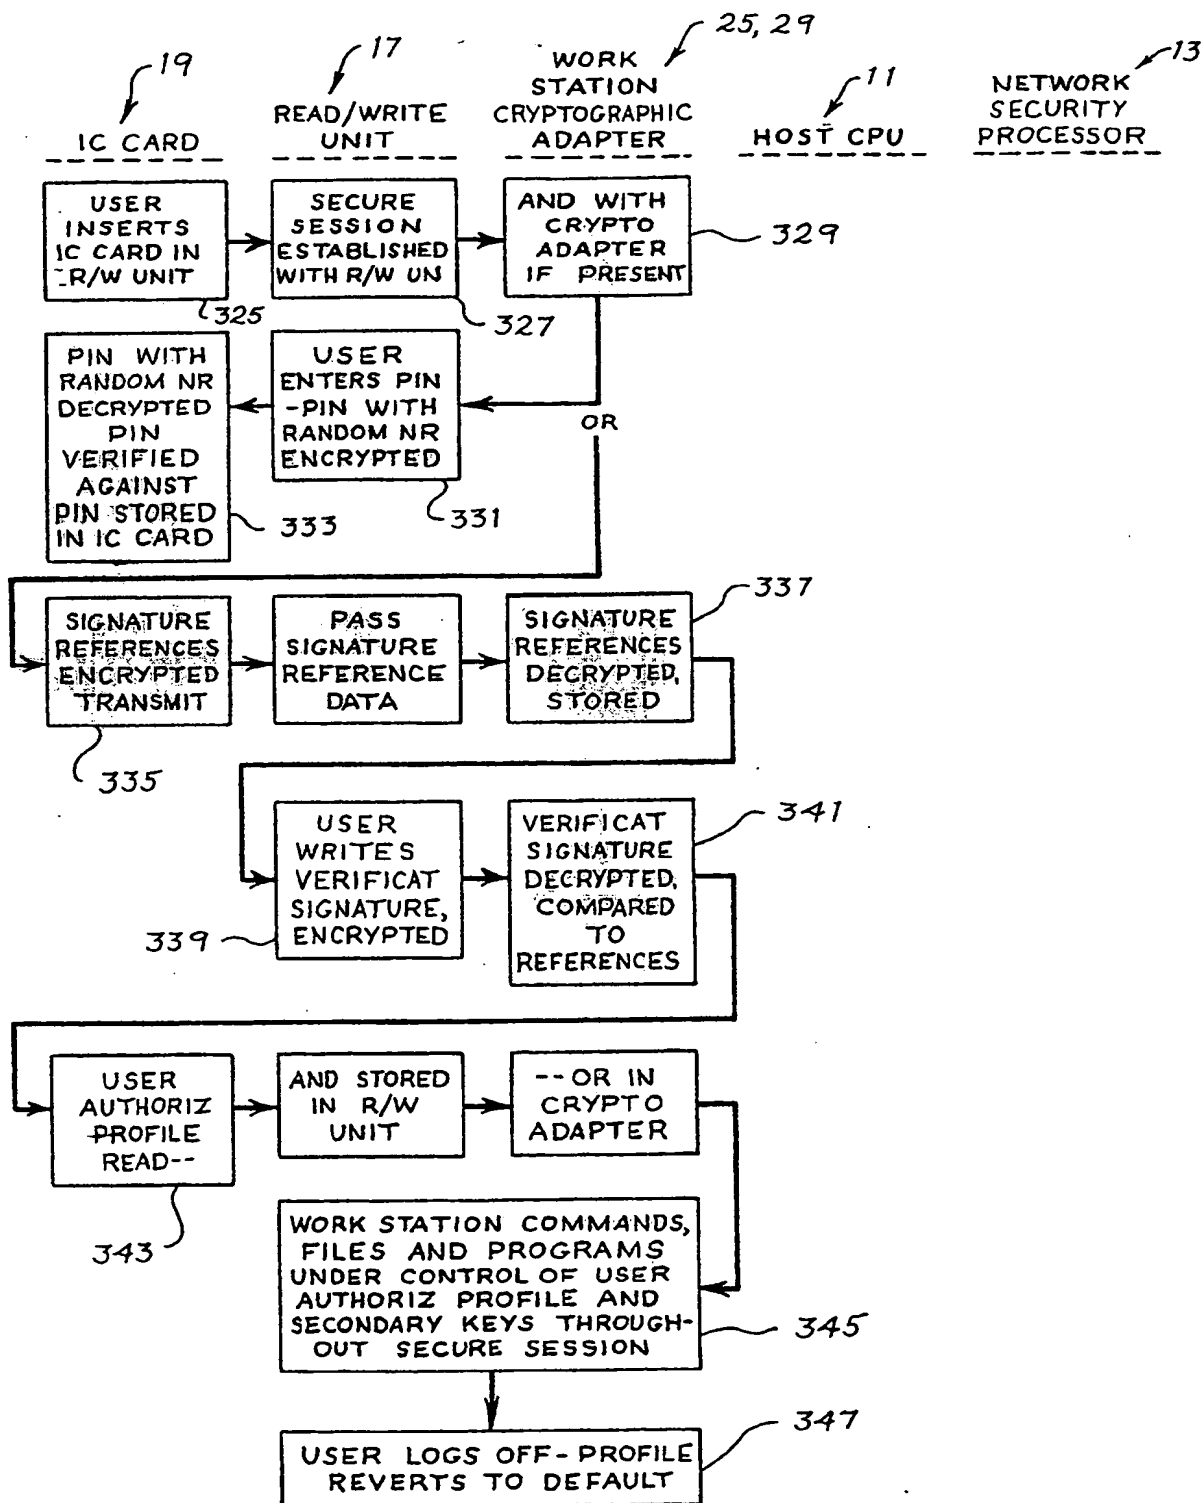 25, 29
19
17
WORK
STATION
CRYPTOGRAPHIC
ADAPTER
11
13
IC CARD
READ/WRITE
UNIT
HOST CPU
NETWORK
SECURITY
PROCESSOR
USER
INSERTS
IC CARD IN
R/W UNIT
325
SECURE
SESSION
ESTABLISHED
WITH R/W UN
327
AND WITH
CRYPTO
ADAPTER
IF PRESENT
329
PIN WITH
RANDOM NR
DECRYPTED
PIN
VERIFIED
AGAINST
PIN STORED
IN IC CARD
333
USER
ENTERS PIN
-PIN WITH
RANDOM NR
ENCRYPTED
331
OR
SIGNATURE
REFERENCES
ENCRYPTED
TRANSMIT
335
PASS
SIGNATURE
REFERENCE
DATA
SIGNATURE
REFERENCES
DECRYPTED,
STORED
337
USER
WRITES
VERIFICAT
SIGNATURE,
ENCRYPTED
339
VERIFICAT
SIGNATURE
DECRYPTED,
COMPARED
TO
REFERENCES
341
USER
AUTHORIZ
PROFILE
READ--
343
AND STORED
IN R/W
UNIT
--OR IN
CRYPTO
ADAPTER
WORK STATION COMMANDS,
FILES AND PROGRAMS
UNDER CONTROL OF USER
AUTHORIZ PROFILE AND
SECONDARY KEYS THROUGH-
OUT SECURE SESSION
345
USER LOGS OFF-PROFILE
REVERTS TO DEFAULT
347